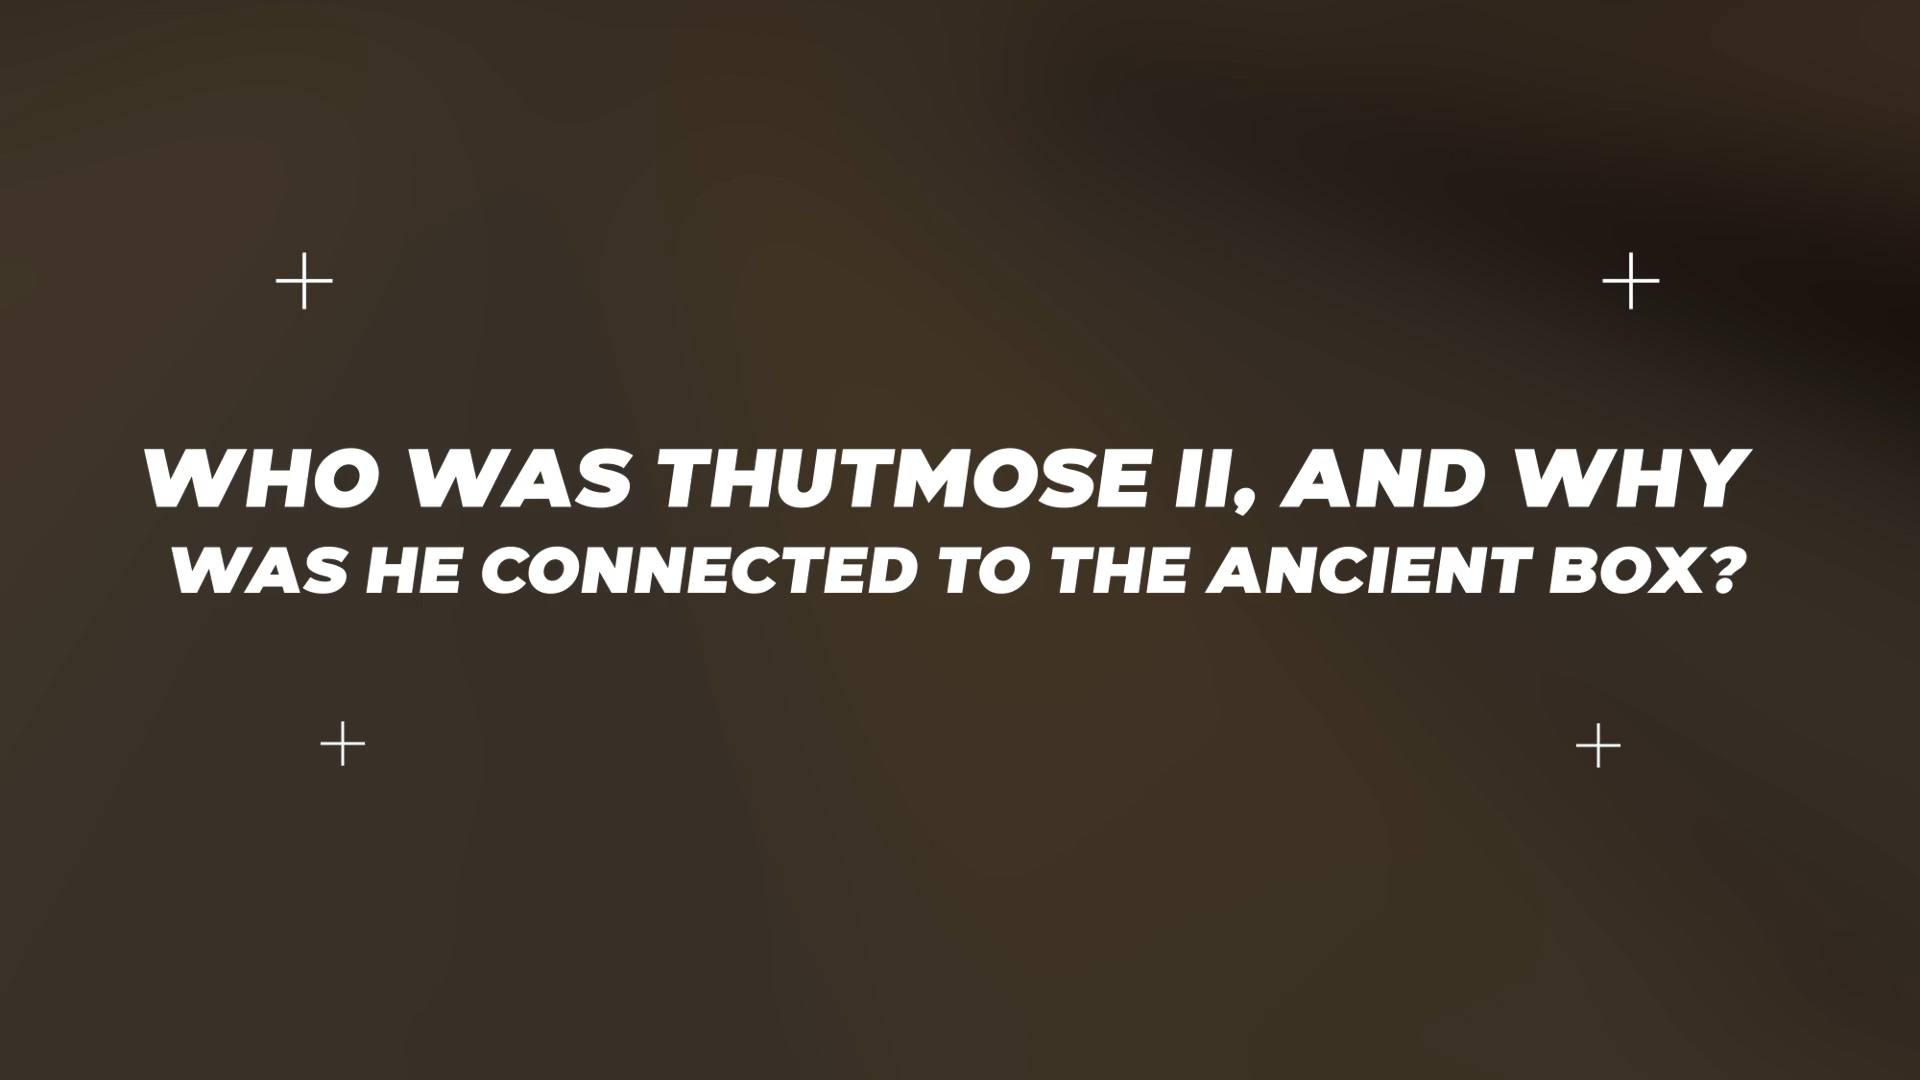 WHO WAS THUTMOSE II, AND WHY
WAS HE CONNECTED TO THE ANCIENT BOX?